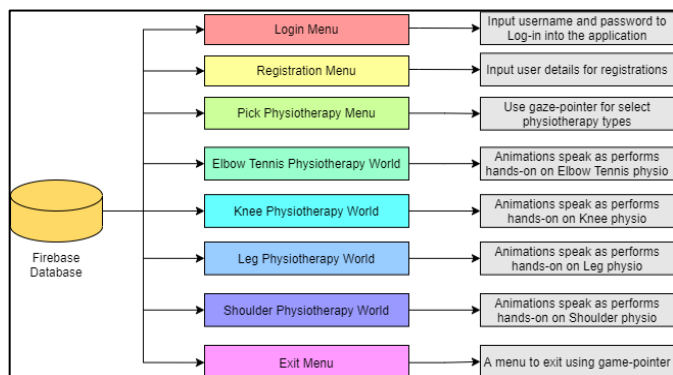 Login Menu
Input username and password to
Log-in into the application
Registration Menu
Input user details for registrations
Pick Physiotherapy Menu
Use gaze-pointer for select
physiotherapy types
Elbow Tennis Physiotherapy World
Animations speak as performs
hands-on on Elbow Tennis physio
Knee Physiotherapy World
Animations speak as performs
hands-on on Knee physio
Firebase
Database
Leg Physiotherapy World
Animations speak as performs
hands-on on Leg physio
Shoulder Physiotherapy World
Animations speak as performs
hands-on on Shoulder physio
Exit Menu
A menu to exit using game-pointer